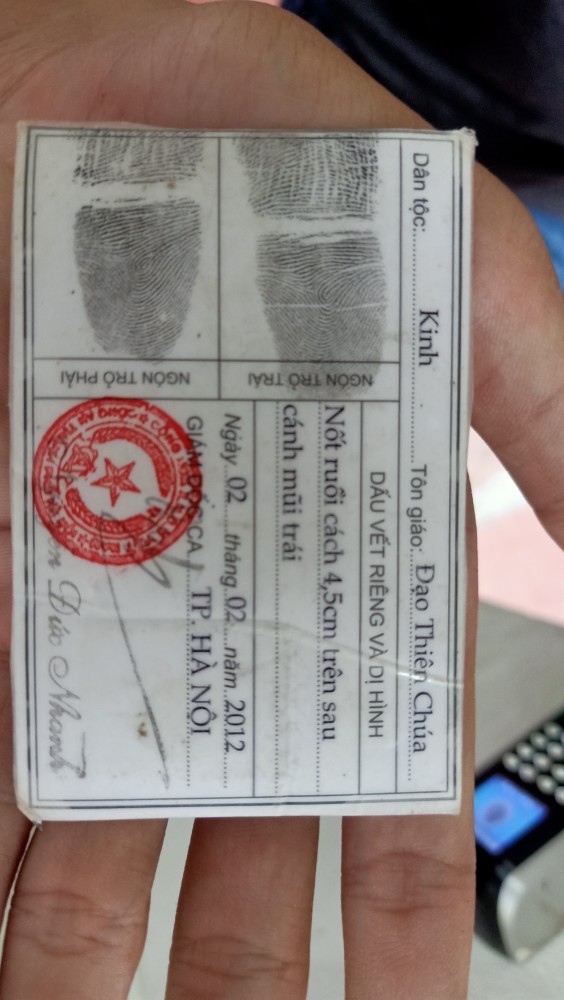 Dân tộc: Kinh Tôn giáo: Đạo Thiên Chúa
DẤU VẾT RIÊNG VÀ DỊ HÌNH
NGÓN TRỎ TRÁI
Nốt ruồi cách 4,5cm trên sau
cánh mũi trái
NGÓN TRỎ PHẢI
Ngày 02 tháng 02 năm 2012
GIÁM ĐỐC CA TP. HÀ NỘI
Đức Nhanh